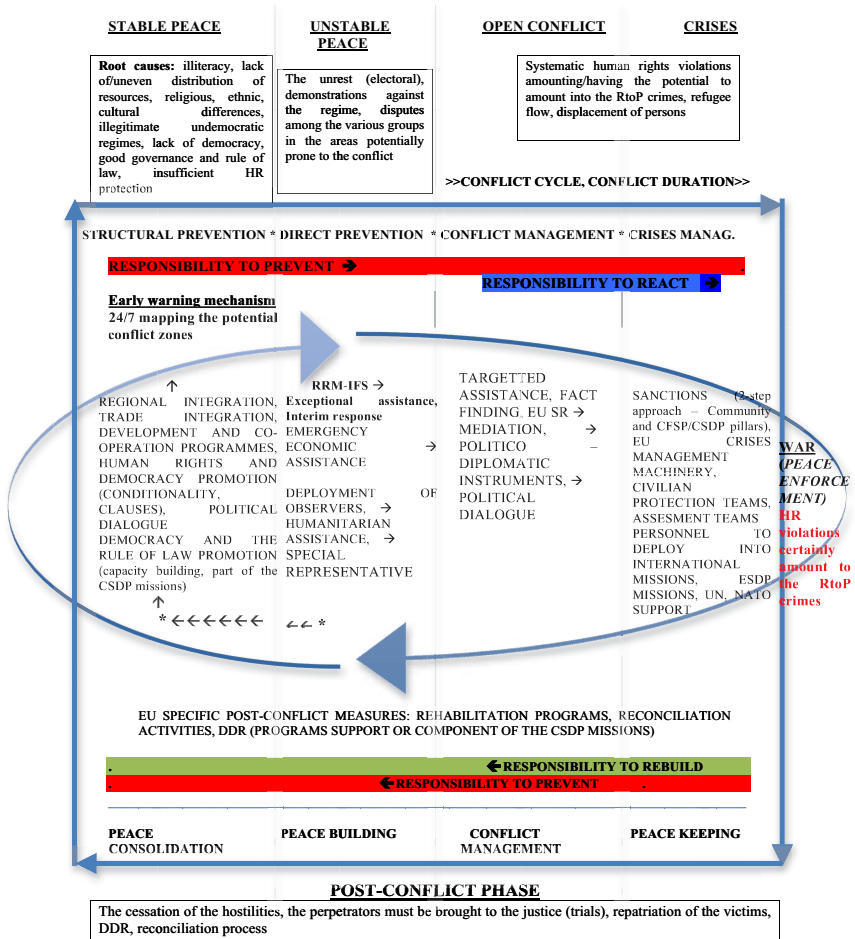 STABLE PEACE
UNSTABLE
PEACE
OPEN CONFLICT
CRISES
Root causes: illiteracy, lack
of/uneven distribution of
resources, religious, ethnic,
cultural differences,
illegitimate undemocratic
regimes, lack of democracy,
good governance and rule of
law, insufficient HR
protection
The unrest (electoral),
demonstrations against
the regime, disputes
among the various groups
in the areas potentially
prone to the conflict
Systematic human rights violations
amounting/having the potential to
amount into the RtoP crimes, refugee
flow, displacement of persons
>>CONFLICT CYCLE, CONFLICT DURATION>>
STRUCTURAL PREVENTION * DIRECT PREVENTION * CONFLICT MANAGEMENT * CRISES MANAG.
RESPONSIBILITY TO PREVENT → .
RESPONSIBILITY TO REACT →
Early warning mechanism
24/7 mapping the potential
conflict zones
↑
REGIONAL INTEGRATION,
TRADE INTEGRATION,
DEVELOPMENT AND CO-
OPERATION PROGRAMMES,
HUMAN RIGHTS AND
DEMOCRACY PROMOTION
(CONDITIONALITY,
CLAUSES), POLITICAL
DIALOGUE
DEMOCRACY AND THE
RULE OF LAW PROMOTION
(capacity building, part of the
CSDP missions)
↑
*←←←←←←
RRM-IFS →
Exceptional assistance,
Interim response
EMERGENCY
ECONOMIC →
ASSISTANCE
DEPLOYMENT OF
OBSERVERS, →
HUMANITARIAN
ASSISTANCE, →
SPECIAL
REPRESENTATIVE
←← *
TARGETTED
ASSISTANCE, FACT
FINDING, EU SR →
MEDIATION, →
POLITICO –
DIPLOMATIC
INSTRUMENTS, →
POLITICAL
DIALOGUE
SANCTIONS (2-step
approach – Community
and CFSP/CSDP pillars),
EU CRISES
MANAGEMENT
MACHINERY,
CIVILIAN
PROTECTION TEAMS,
ASSESMENT TEAMS
PERSONNEL TO
DEPLOY INTO
INTERNATIONAL
MISSIONS, ESDP
MISSIONS, UN, NATO
SUPPORT
WAR
(PEACE
ENFORCE
MENT)
HR
violations
certainly
amount to
the RtoP
crimes
EU SPECIFIC POST-CONFLICT MEASURES: REHABILITATION PROGRAMS, RECONCILIATION
ACTIVITIES, DDR (PROGRAMS SUPPORT OR COMPONENT OF THE CSDP MISSIONS)
. ←RESPONSIBILITY TO REBUILD
. ←RESPONSIBILITY TO PREVENT .
PEACE
CONSOLIDATION
PEACE BUILDING
CONFLICT
MANAGEMENT
PEACE KEEPING
POST-CONFLICT PHASE
The cessation of the hostilities, the perpetrators must be brought to the justice (trials), repatriation of the victims,
DDR, reconciliation process